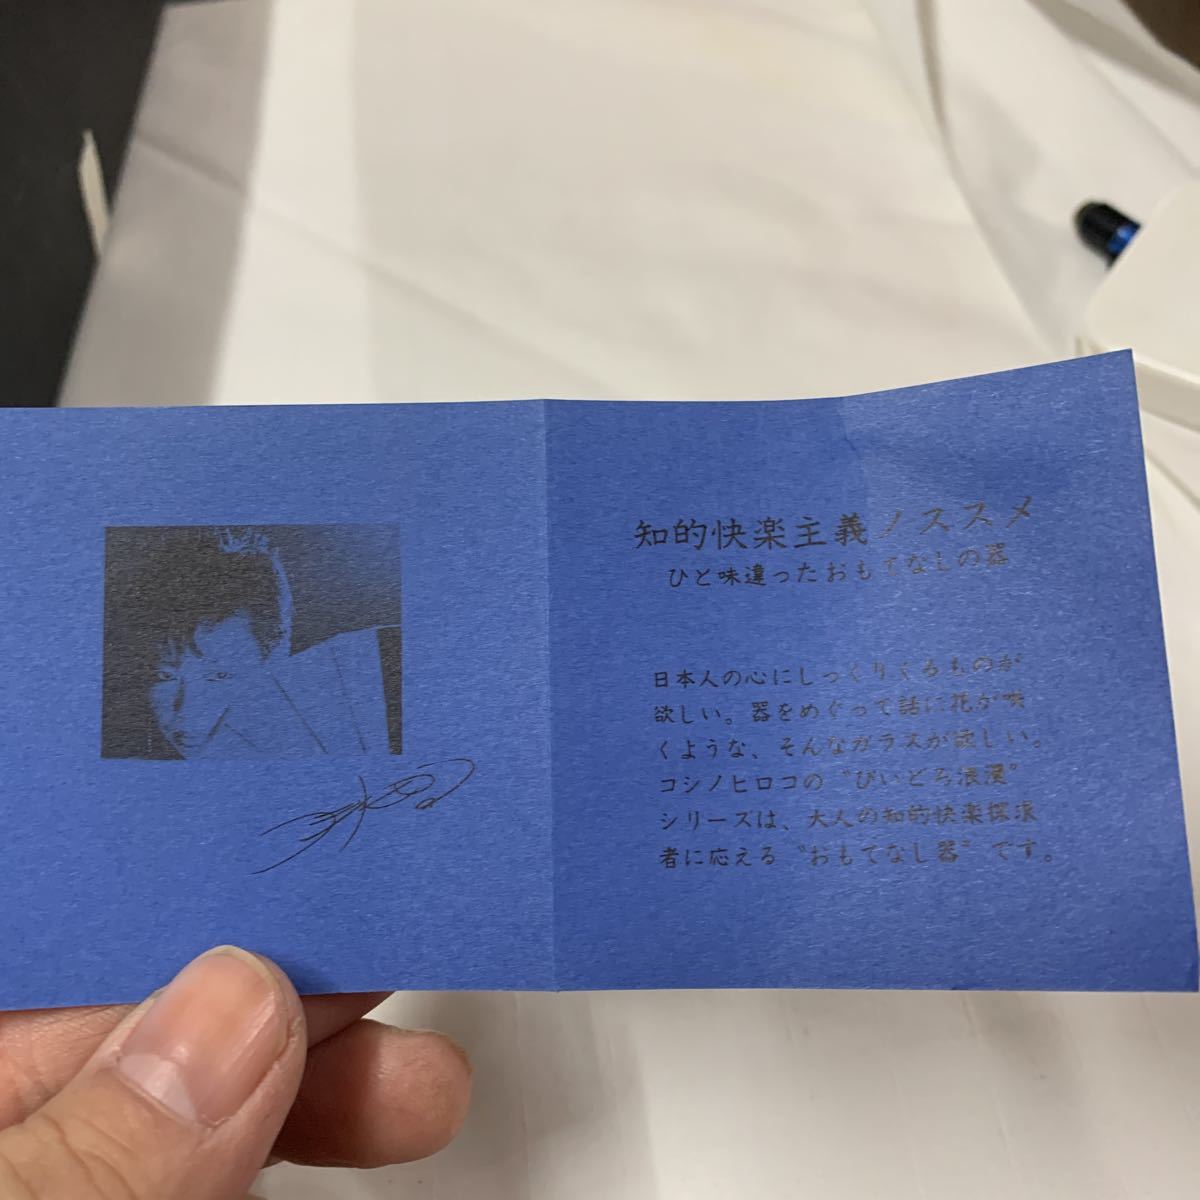 知的快楽主義ノススメ
ひと味違ったおもてなしの器
日本人の心にしっくりくるものが
欲しい。器をめぐって話に花が咲
くような、そんなガラスが欲しい。
コシノヒロコの〝びいどろ浪漫〟
シリーズは、大人の知的快楽探求
者に応える〝おもてなし器〟です。